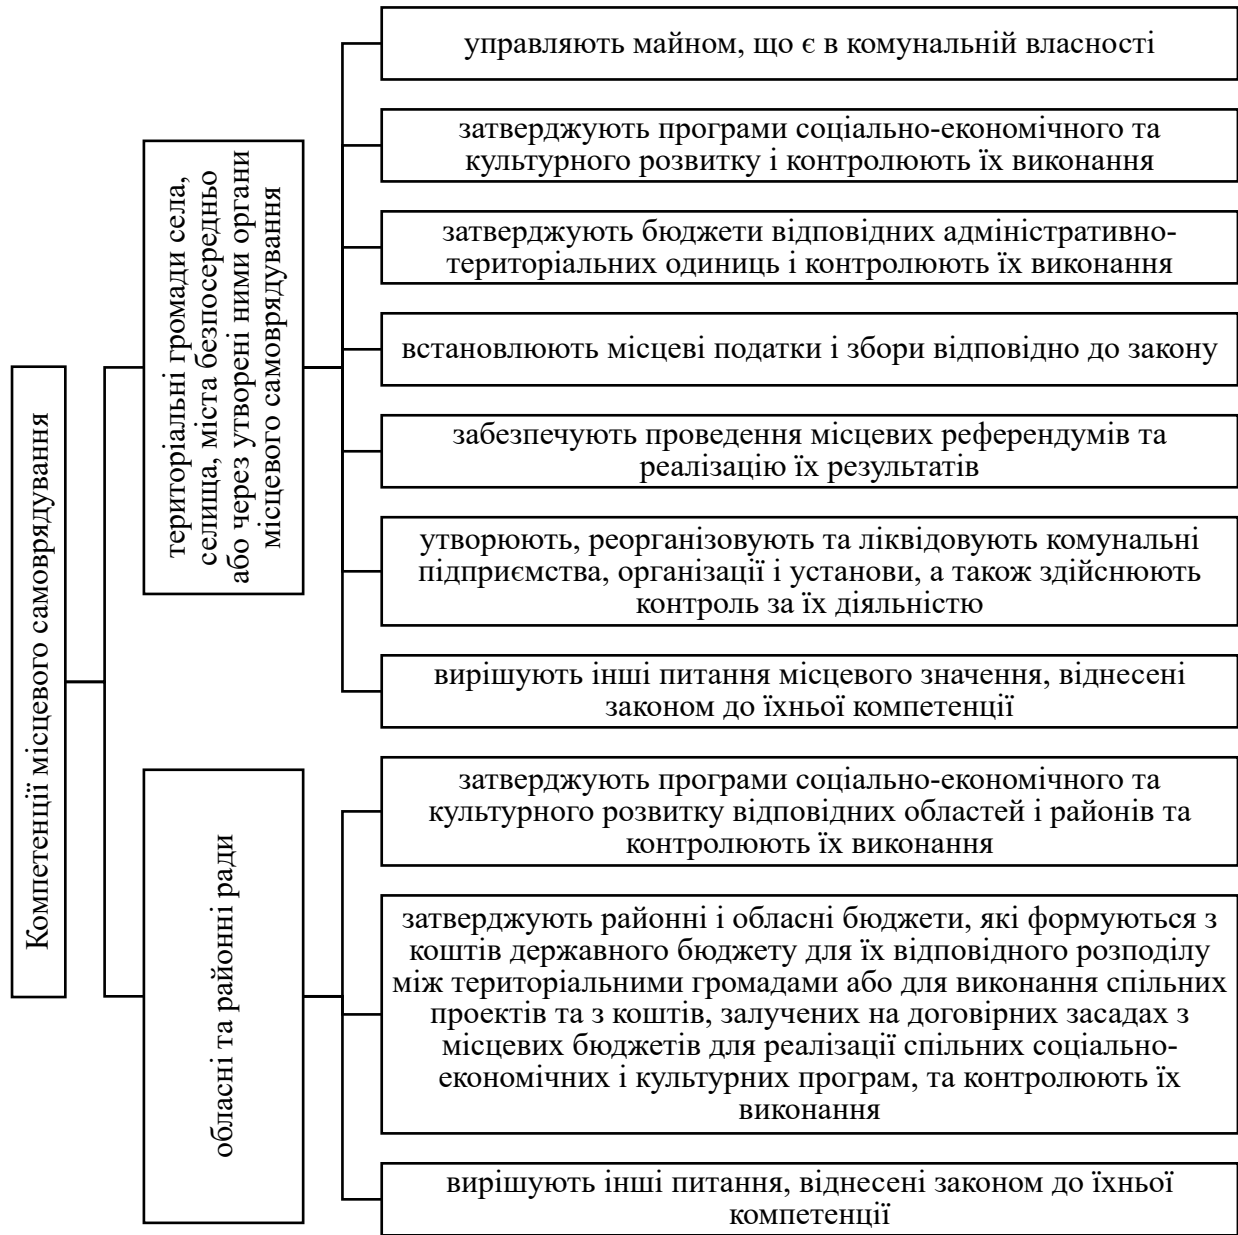 Компетенції місцевого самоврядування
територіальні громади села,
селища, міста безпосередньо
або через утворені ними органи
місцевого самоврядування
управляють майном, що є в комунальній власності
затверджують програми соціально-економічного та
культурного розвитку і контролюють їх виконання
затверджують бюджети відповідних адміністративно-
територіальних одиниць і контролюють їх виконання
встановлюють місцеві податки і збори відповідно до закону
забезпечують проведення місцевих референдумів та
реалізацію їх результатів
утворюють, реорганізовують та ліквідовують комунальні
підприємства, організації і установи, а також здійснюють
контроль за їх діяльністю
вирішують інші питання місцевого значення, віднесені
законом до їхньої компетенції
обласні та районні ради
затверджують програми соціально-економічного та
культурного розвитку відповідних областей і районів та
контролюють їх виконання
затверджують районні і обласні бюджети, які формуються з
коштів державного бюджету для їх відповідного розподілу
між територіальними громадами або для виконання спільних
проектів та з коштів, залучених на договірних засадах з
місцевих бюджетів для реалізації спільних соціально-
економічних і культурних програм, та контролюють їх
виконання
вирішують інші питання, віднесені законом до їхньої
компетенції